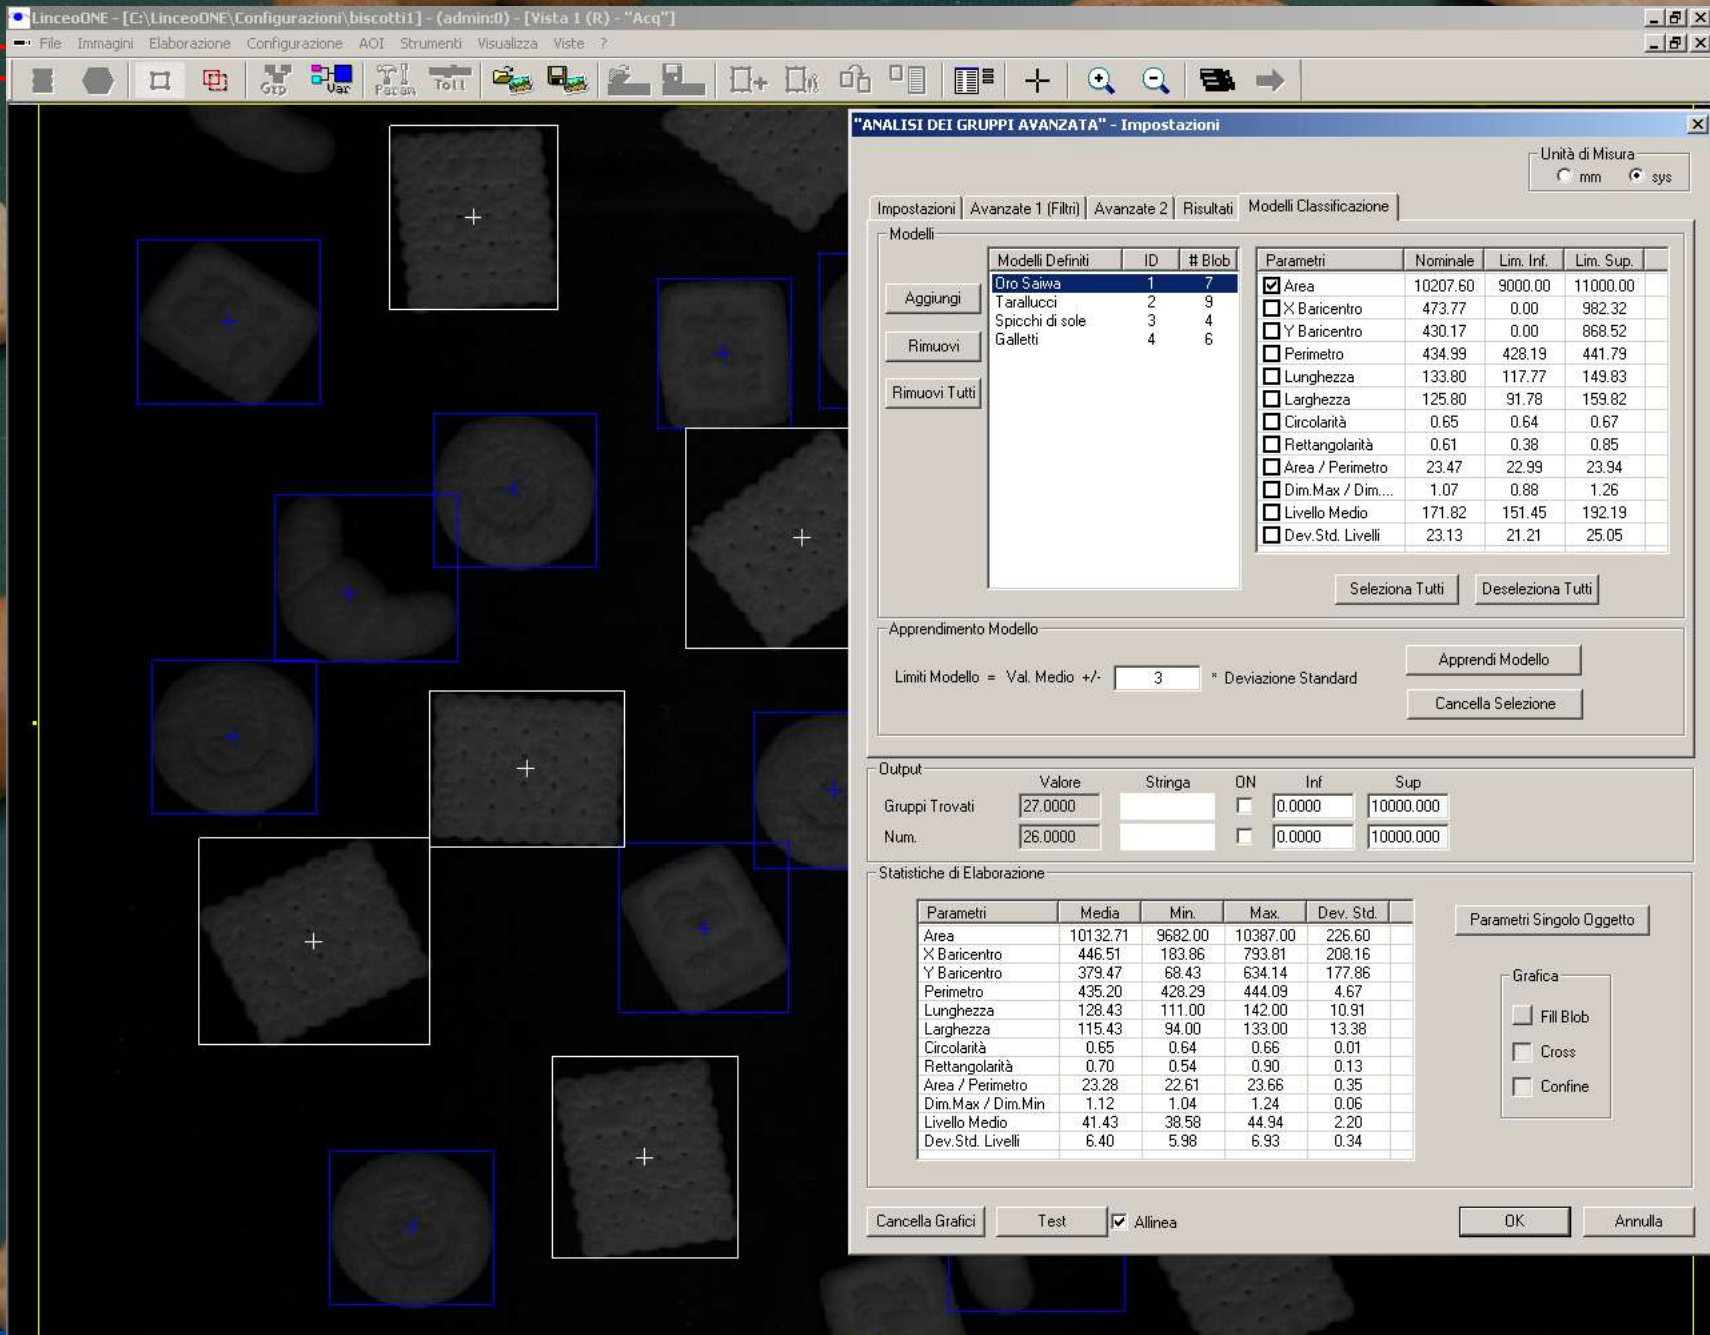 LinceoONE - [C:\LinceoONE\Configurazioni\biscotti1] - (admin:0) - [Vista 1 (R) - "Acq"]
File Immagini Elaborazione Configurazione AOI Strumenti Visualizza Viste ?
Grp Var Param Toll
"ANALISI DEI GRUPPI AVANZATA" - Impostazioni
Unità di Misura
mm sys
Impostazioni Avanzate 1 (Filtri) Avanzate 2 Risultati Modelli Classificazione
Modelli
Aggiungi
Rimuovi
Rimuovi Tutti
Modelli Definiti ID # Blob
Oro Saiwa 1 7
Tarallucci 2 9
Spicchi di sole 3 4
Galletti 4 6
Parametri Nominale Lim. Inf. Lim. Sup.
Area 10207.60 9000.00 11000.00
X Baricentro 473.77 0.00 982.32
Y Baricentro 430.17 0.00 868.52
Perimetro 434.99 428.19 441.79
Lunghezza 133.80 117.77 149.83
Larghezza 125.80 91.78 159.82
Circolarità 0.65 0.64 0.67
Rettangolarità 0.61 0.38 0.85
Area / Perimetro 23.47 22.99 23.94
Dim.Max / Dim.... 1.07 0.88 1.26
Livello Medio 171.82 151.45 192.19
Dev.Std. Livelli 23.13 21.21 25.05
Seleziona Tutti Deseleziona Tutti
Apprendimento Modello
Limiti Modello = Val. Medio +/- 3 * Deviazione Standard
Apprendi Modello
Cancella Selezione
Output
Valore Stringa ON Inf Sup
Gruppi Trovati 27.0000 0.0000 10000.000
Num. 26.0000 0.0000 10000.000
Statistiche di Elaborazione
Parametri Media Min. Max. Dev. Std.
Area 10132.71 9682.00 10387.00 226.60
X Baricentro 446.51 183.86 793.81 208.16
Y Baricentro 379.47 68.43 634.14 177.86
Perimetro 435.20 428.29 444.09 4.67
Lunghezza 128.43 111.00 142.00 10.91
Larghezza 115.43 94.00 133.00 13.38
Circolarità 0.65 0.64 0.66 0.01
Rettangolarità 0.70 0.54 0.90 0.13
Area / Perimetro 23.28 22.61 23.66 0.35
Dim.Max / Dim.Min 1.12 1.04 1.24 0.06
Livello Medio 41.43 38.58 44.94 2.20
Dev.Std. Livelli 6.40 5.98 6.93 0.34
Parametri Singolo Oggetto
Grafica
Fill Blob
Cross
Confine
Cancella Grafici Test Allinea OK Annulla